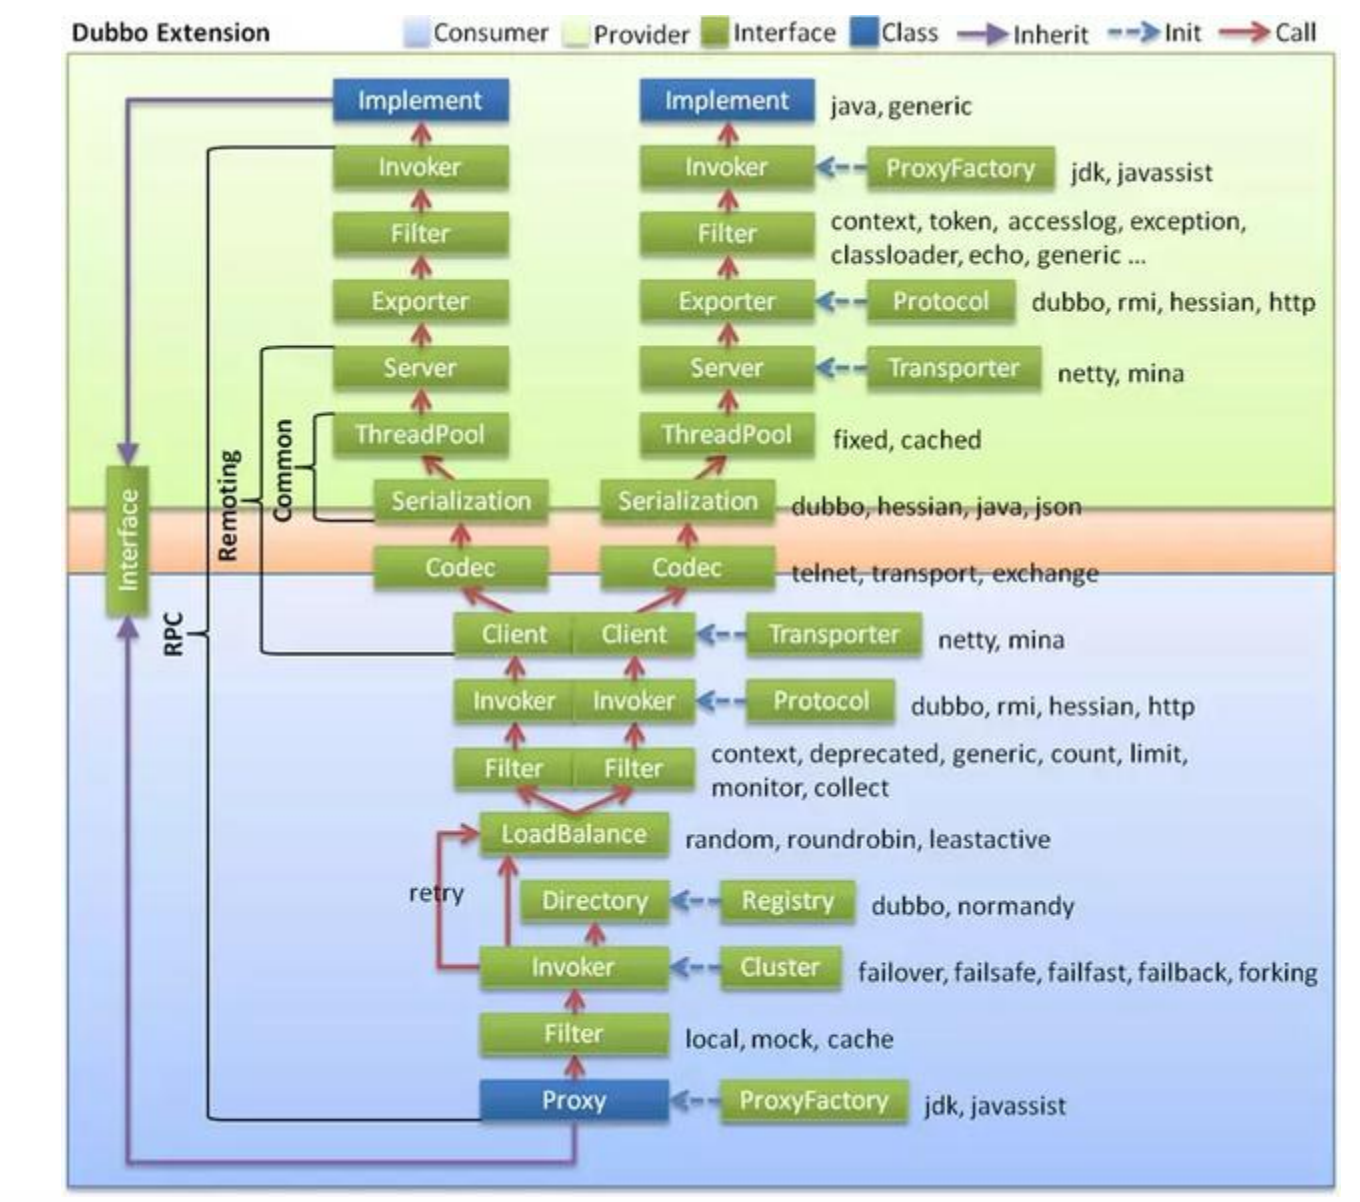 Dubbo Extension Consumer Provider Interface Class Inherit Init Call
Implement Implement java, generic
Invoker Invoker ProxyFactory jdk, javassist
Filter Filter context, token, accesslog, exception,
classloader, echo, generic ...
Exporter Exporter Protocol dubbo, rmi, hessian, http
Server Server Transporter netty, mina
ThreadPool ThreadPool fixed, cached
Common
Remoting
Serialization Serialization dubbo, hessian, java, json
Interface
Codec Codec telnet, transport, exchange
RPC
Client Client Transporter netty, mina
Invoker Invoker Protocol dubbo, rmi, hessian, http
Filter Filter context, deprecated, generic, count, limit,
monitor, collect
LoadBalance random, roundrobin, leastactive
retry
Directory Registry dubbo, normandy
Invoker Cluster failover, failsafe, failfast, failback, forking
Filter local, mock, cache
Proxy ProxyFactory jdk, javassist